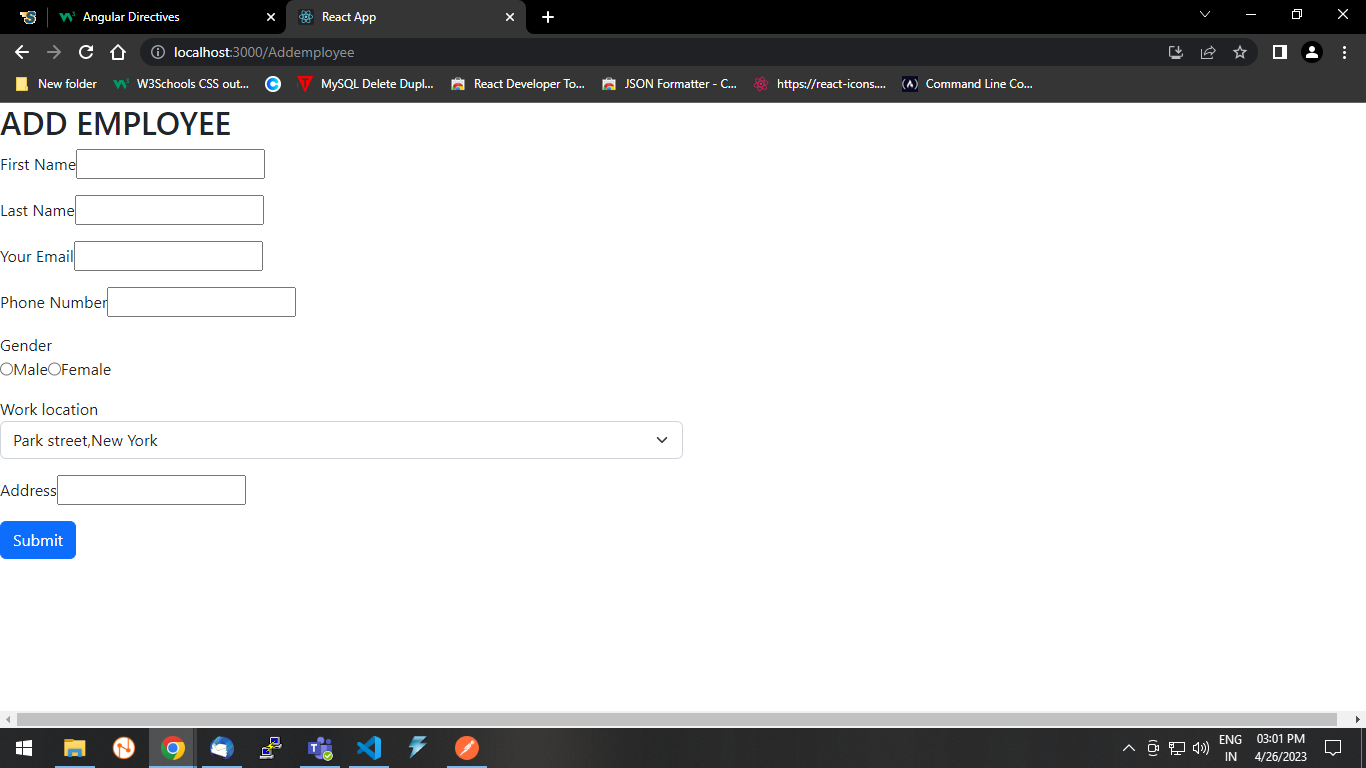 Angular Directives
React App
localhost:3000/Addemployee
New folder
W3Schools CSS out...
MySQL Delete Dupl...
React Developer To...
JSON Formatter - C...
https://react-icons....
Command Line Co...
ADD EMPLOYEE
First Name
Last Name
Your Email
Phone Number
Gender
Male Female
Work location
Park street,New York
Address
Submit
ENG 03:01 PM
IN 4/26/2023